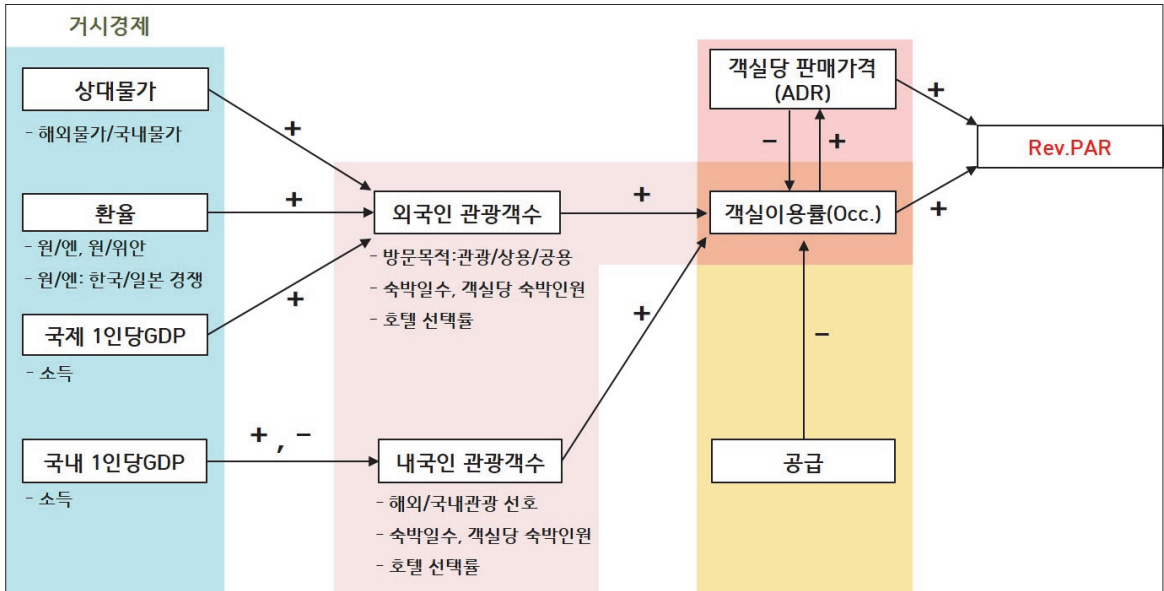 거시경제
상대물가
- 해외물가/국내물가
환율
- 원/엔, 원/위안
- 원/엔: 한국/일본 경쟁
국제 1인당GDP
- 소득
국내 1인당GDP
- 소득
+
+
+
+ , -
외국인 관광객수
- 방문목적:관광/상용/공용
- 숙박일수, 객실당 숙박인원
- 호텔 선택률
내국인 관광객수
- 해외/국내관광 선호
- 숙박일수, 객실당 숙박인원
- 호텔 선택률
+
+
객실당 판매가격
(ADR)
- +
객실이용률(Occ.)
-
공급
+
+
Rev.PAR